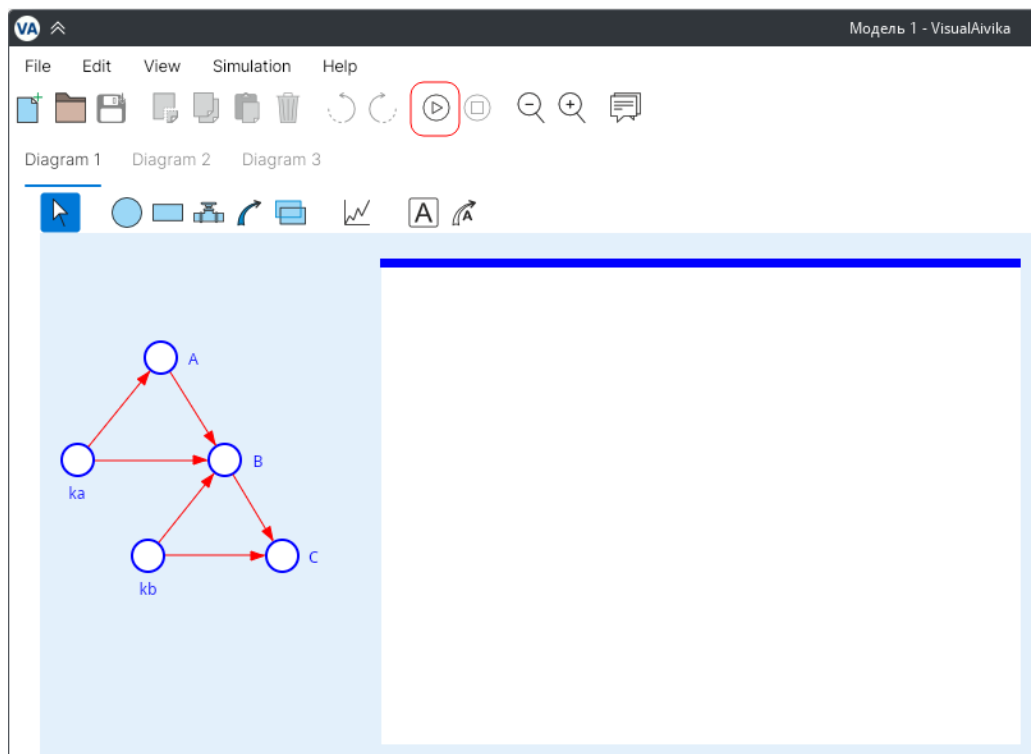 VA Модель 1 - VisualAivika
File Edit View Simulation Help
Diagram 1 Diagram 2 Diagram 3
A A
A
B
ka
C
kb